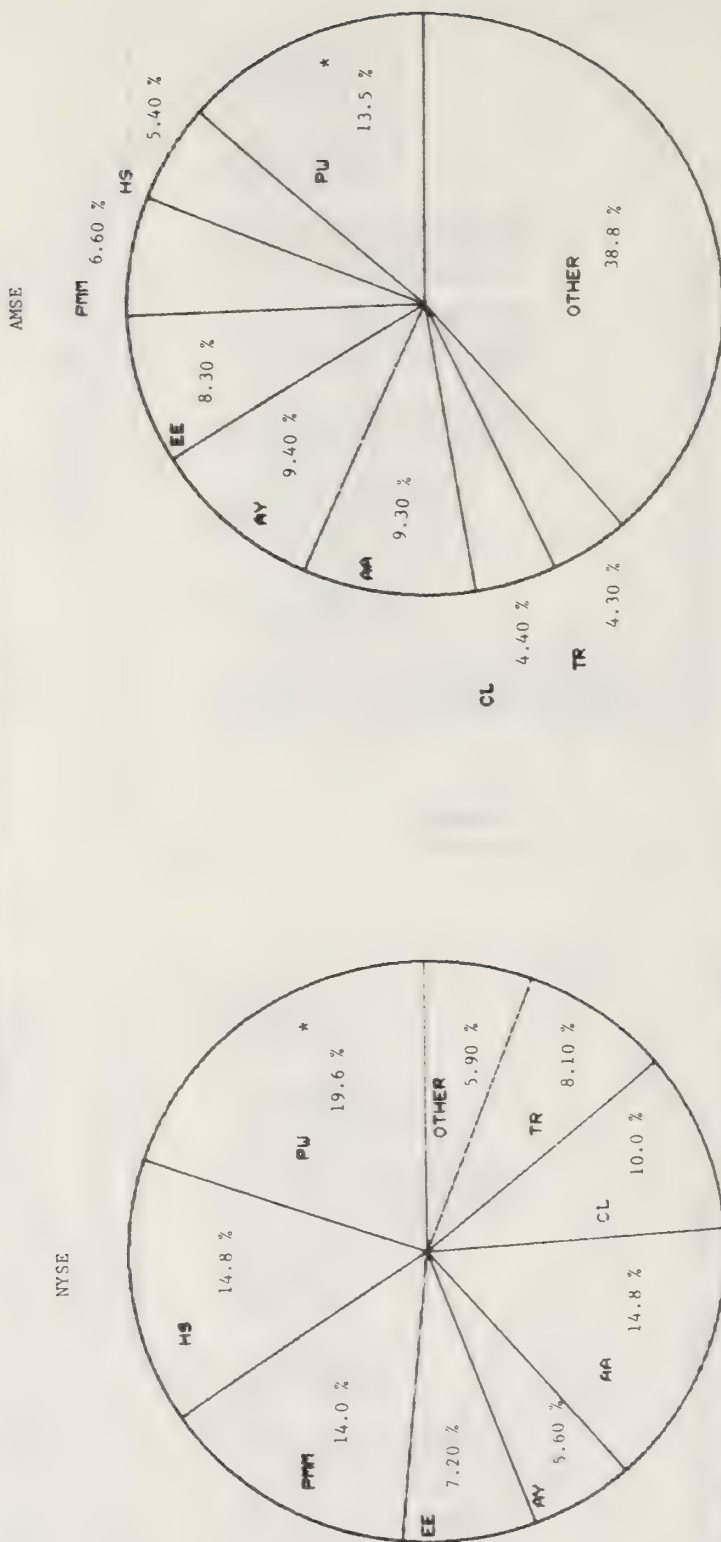 NYSE
PW
19.6 %
*
HS
14.8 %
PMM
14.0 %
EE
7.20 %
AY
5.60 %
AA
14.8 %
CL
10.0 %
TR
8.10 %
OTHER
5.90 %
AMSE
PW
13.5 %
*
HS
5.40 %
PMM
6.60 %
EE
8.30 %
AY
9.40 %
AA
9.30 %
CL
4.40 %
TR
4.30 %
OTHER
38.8 %